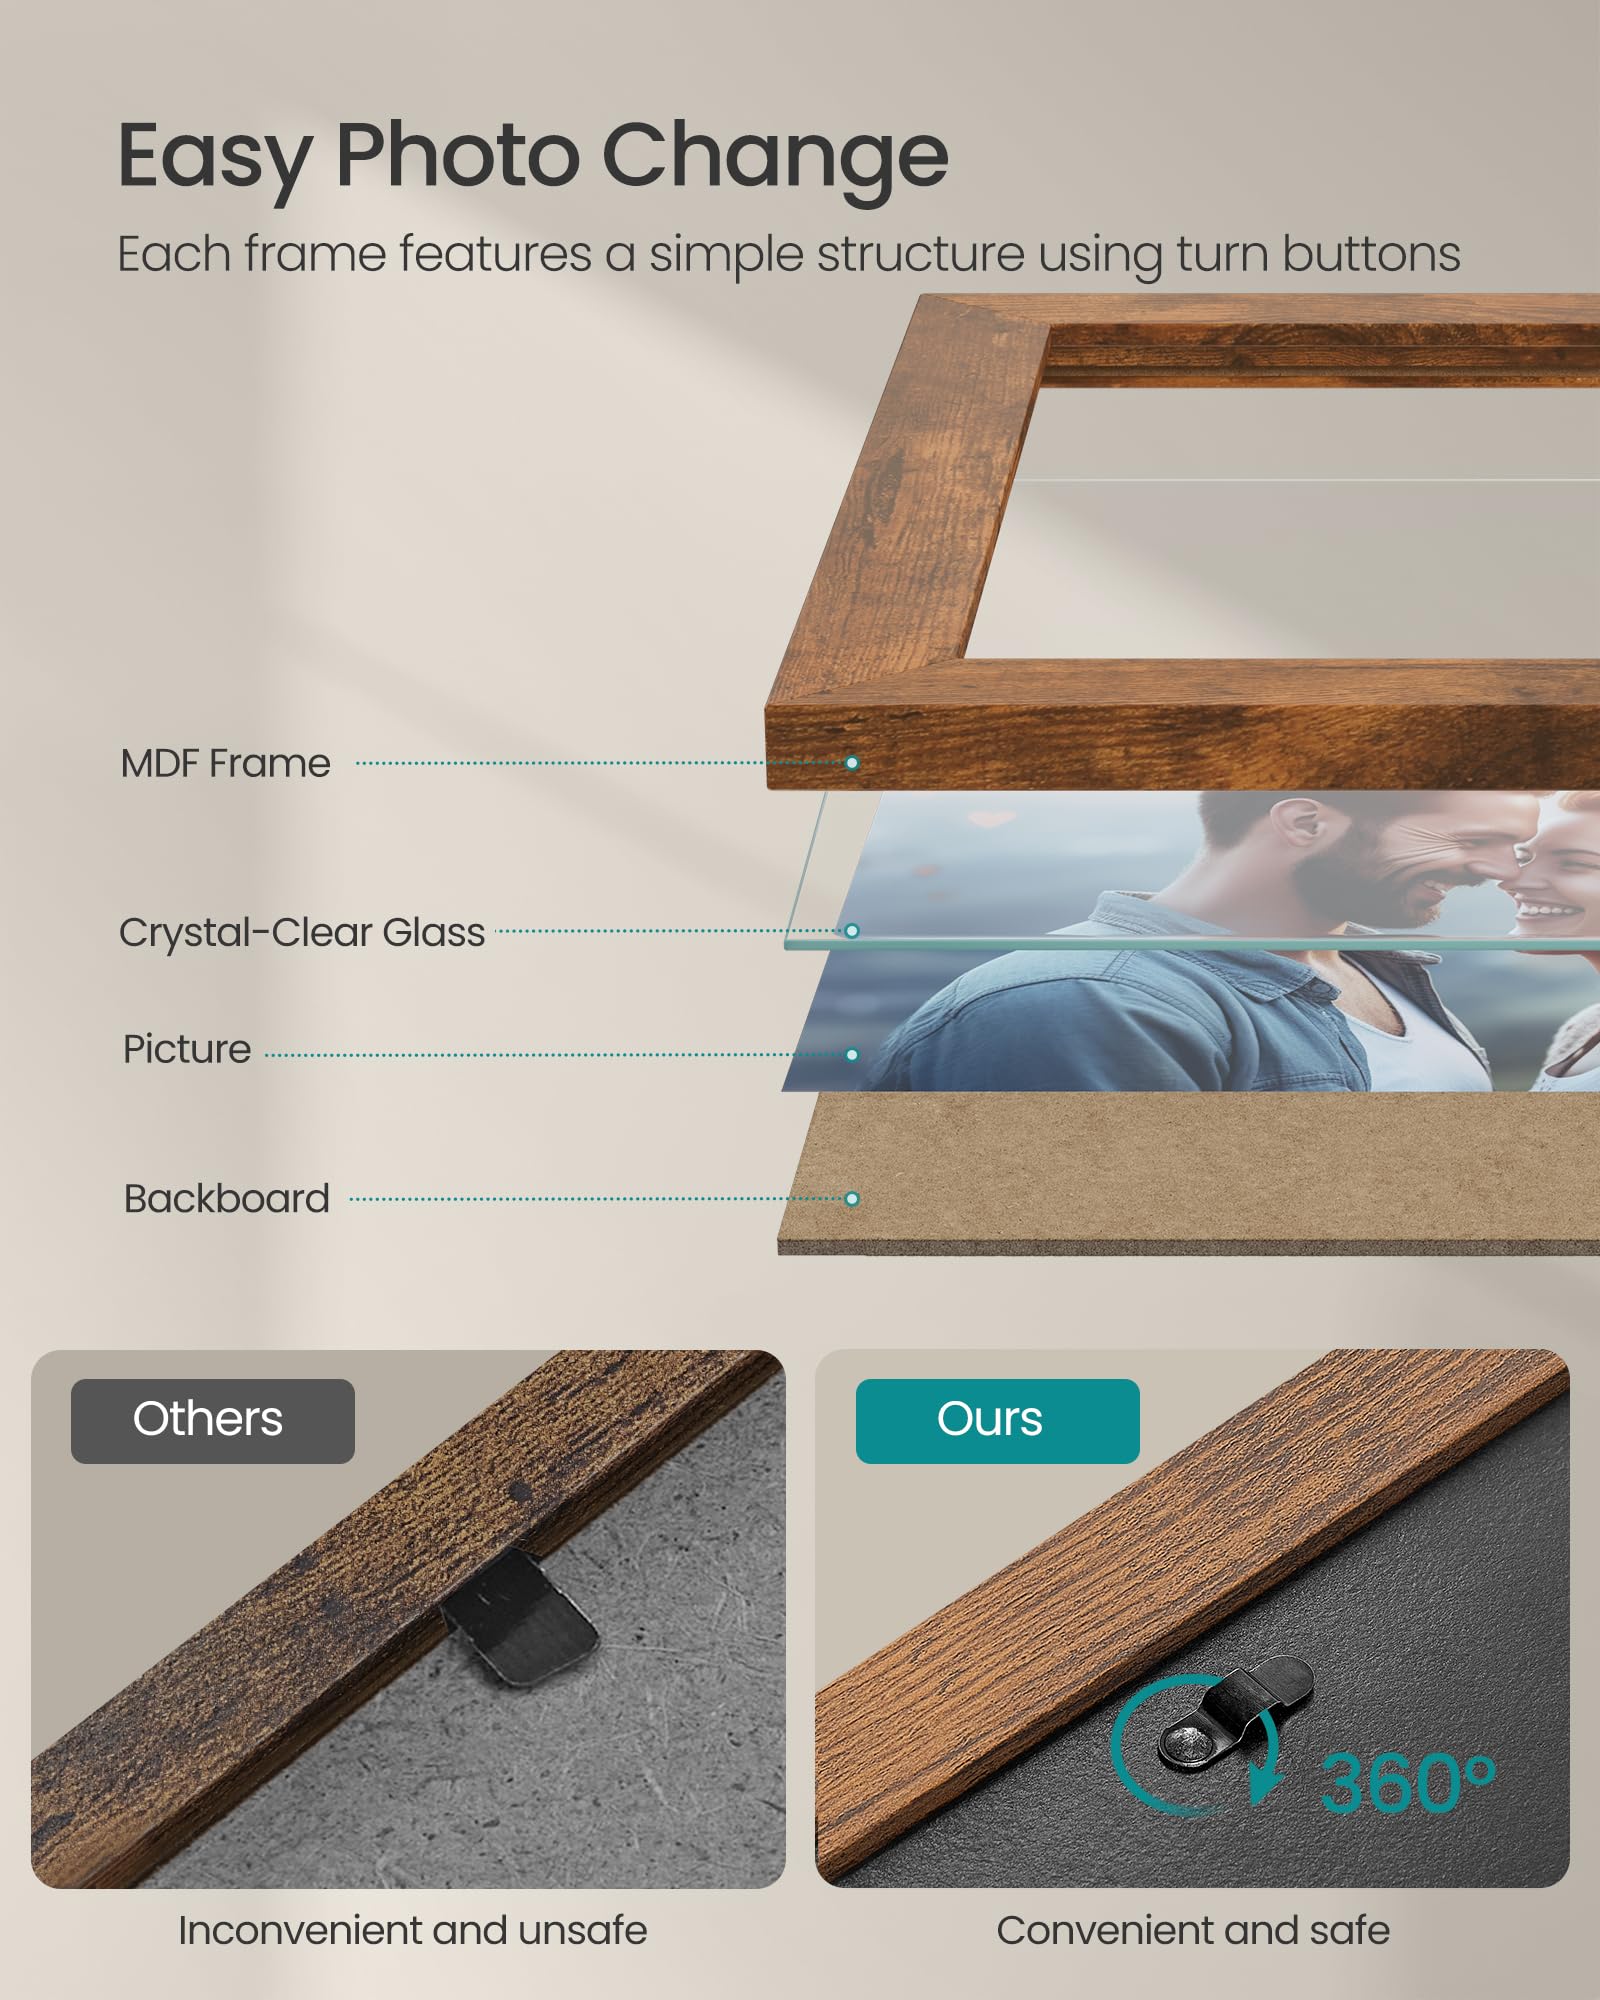 Easy Photo Change
Each frame features a simple structure using turn buttons
MDF Frame
Crystal-Clear Glass
Picture
Backboard
Others
Ours
360°
Inconvenient and unsafe
Convenient and safe